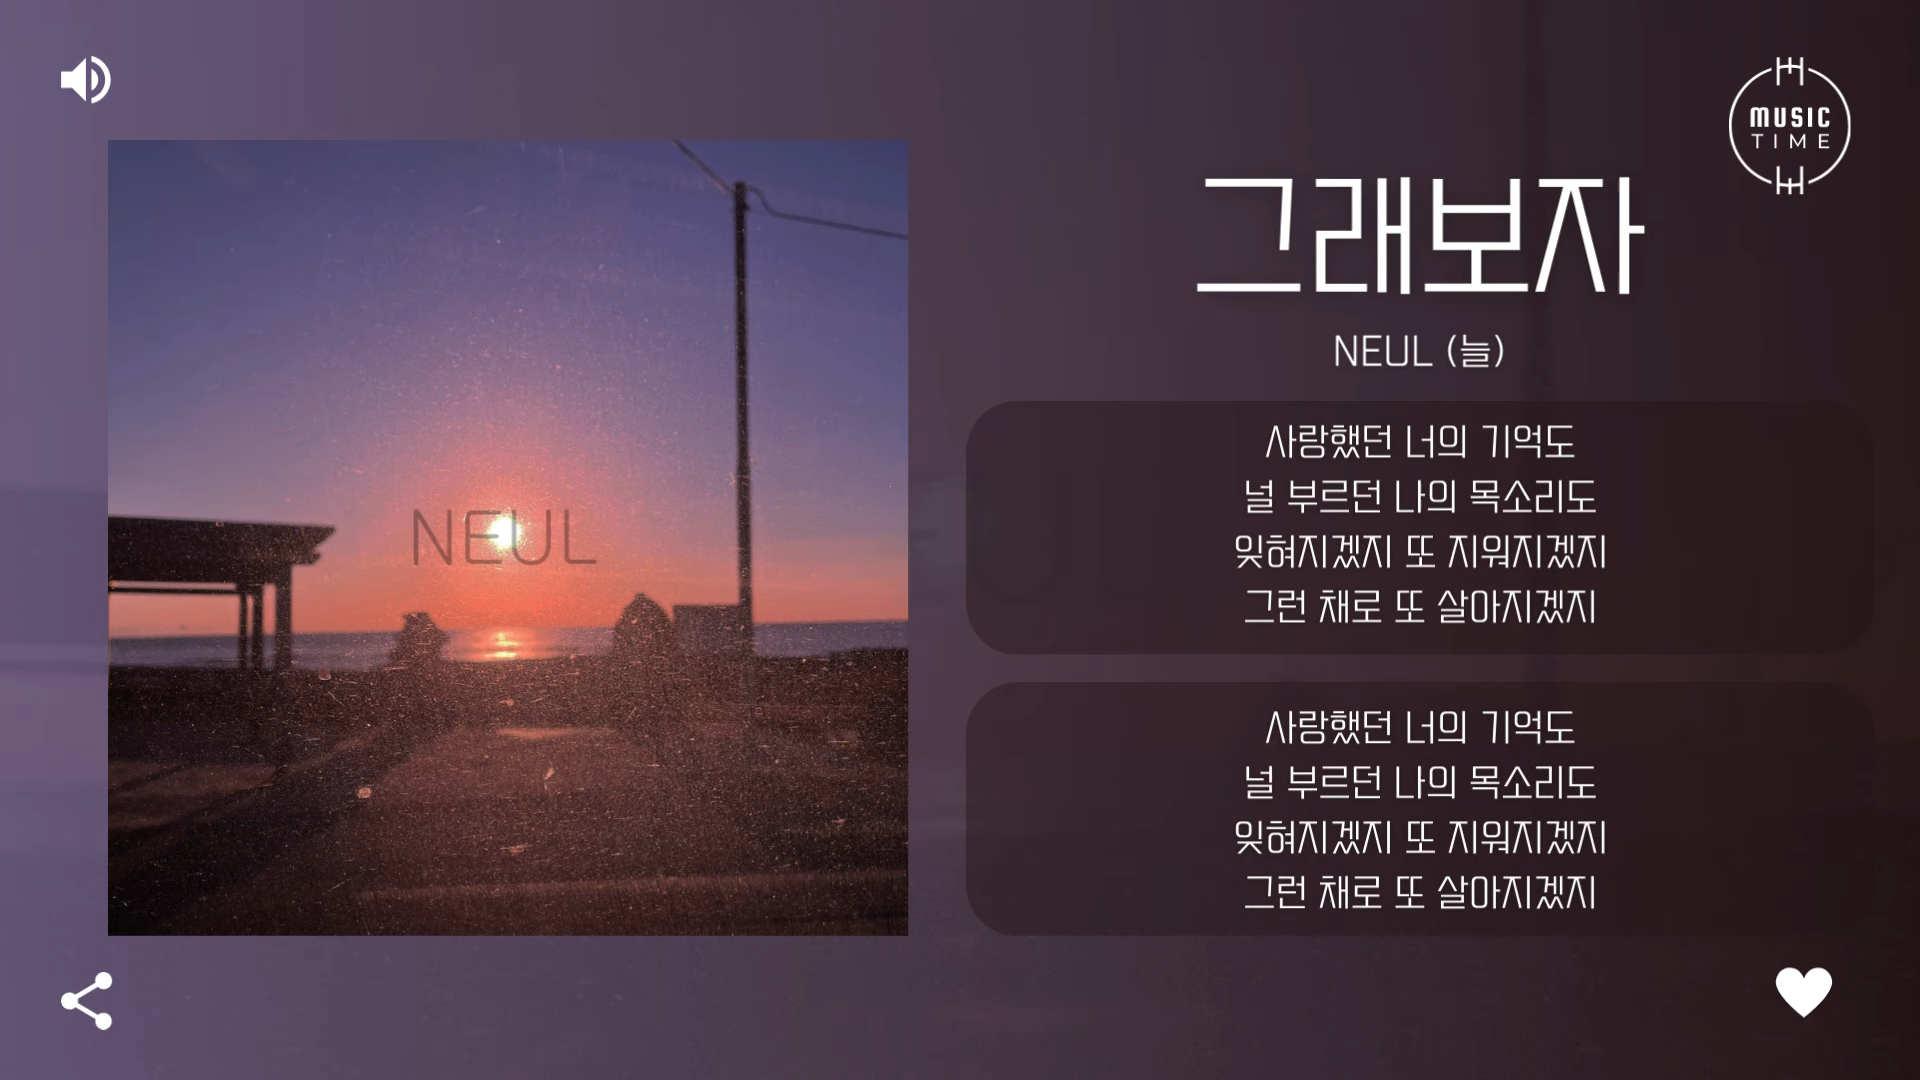 MUSIC
TIME
그래보자
NEUL (늘)
NEUL
사랑했던 너의 기억도
널 부르던 나의 목소리도
잊혀지겠지 또 지워지겠지
그런 채로 또 살아지겠지
사랑했던 너의 기억도
널 부르던 나의 목소리도
잊혀지겠지 또 지워지겠지
그런 채로 또 살아지겠지